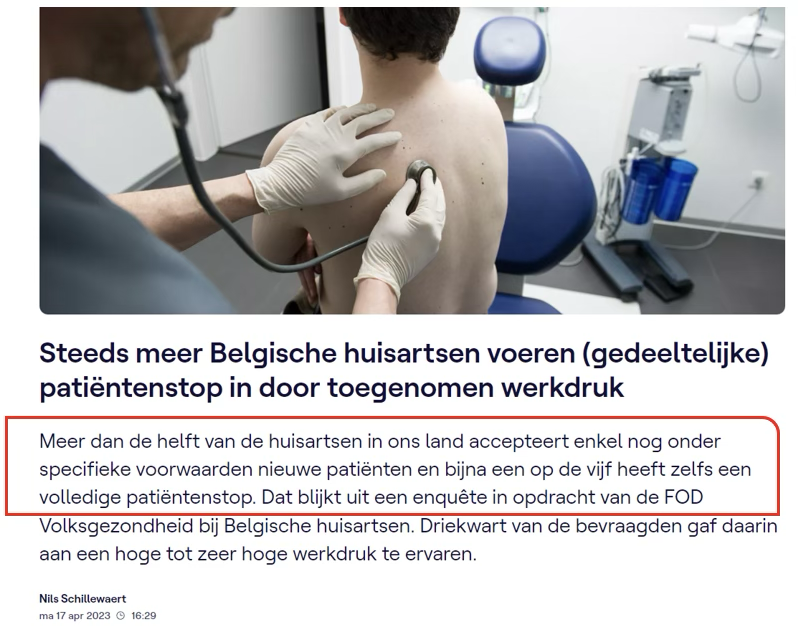 Steeds meer Belgische huisartsen voeren (gedeeltelijke)
patiëntenstop in door toegenomen werkdruk
Meer dan de helft van de huisartsen in ons land accepteert enkel nog onder
specifieke voorwaarden nieuwe patiënten en bijna een op de vijf heeft zelfs een
volledige patiëntenstop. Dat blijkt uit een enquête in opdracht van de FOD
Volksgezondheid bij Belgische huisartsen. Driekwart van de bevraagden gaf daarin
aan een hoge tot zeer hoge werkdruk te ervaren.
Nils Schillewaert
ma 17 apr 2023 16:29